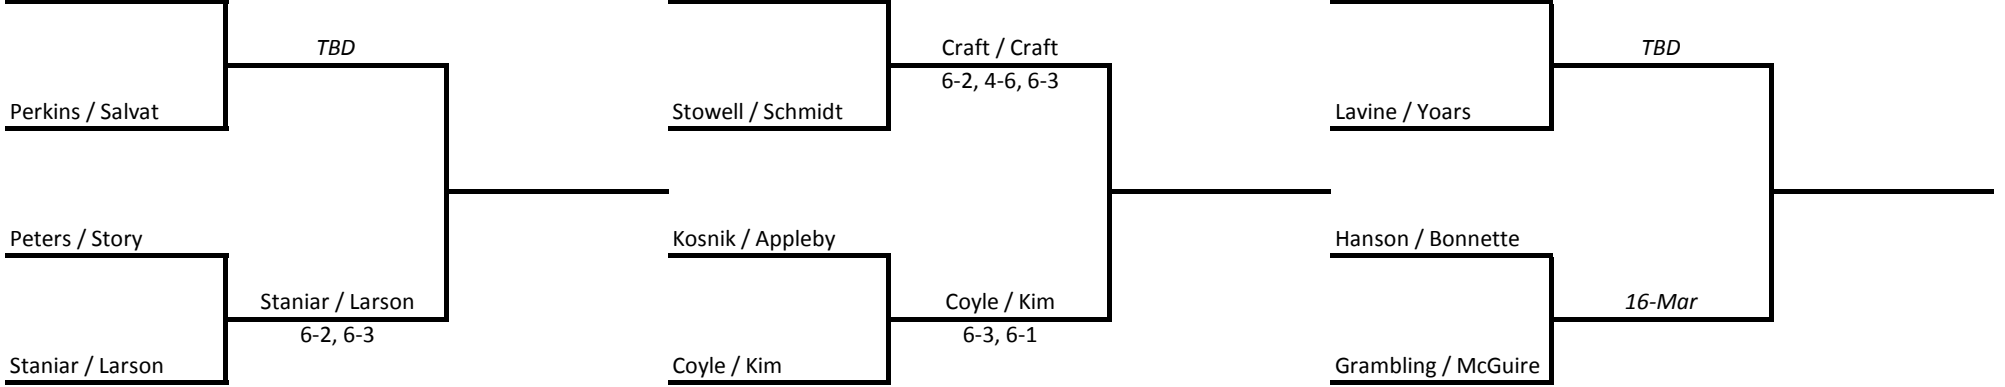 TBD
Perkins / Salvat
Peters / Story
Staniar / Larson
6-2, 6-3
Staniar / Larson
Craft / Craft
6-2, 4-6, 6-3
Stowell / Schmidt
Kosnik / Appleby
Coyle / Kim
6-3, 6-1
Coyle / Kim
TBD
Lavine / Yoars
Hanson / Bonnette
16-Mar
Grambling / McGuire